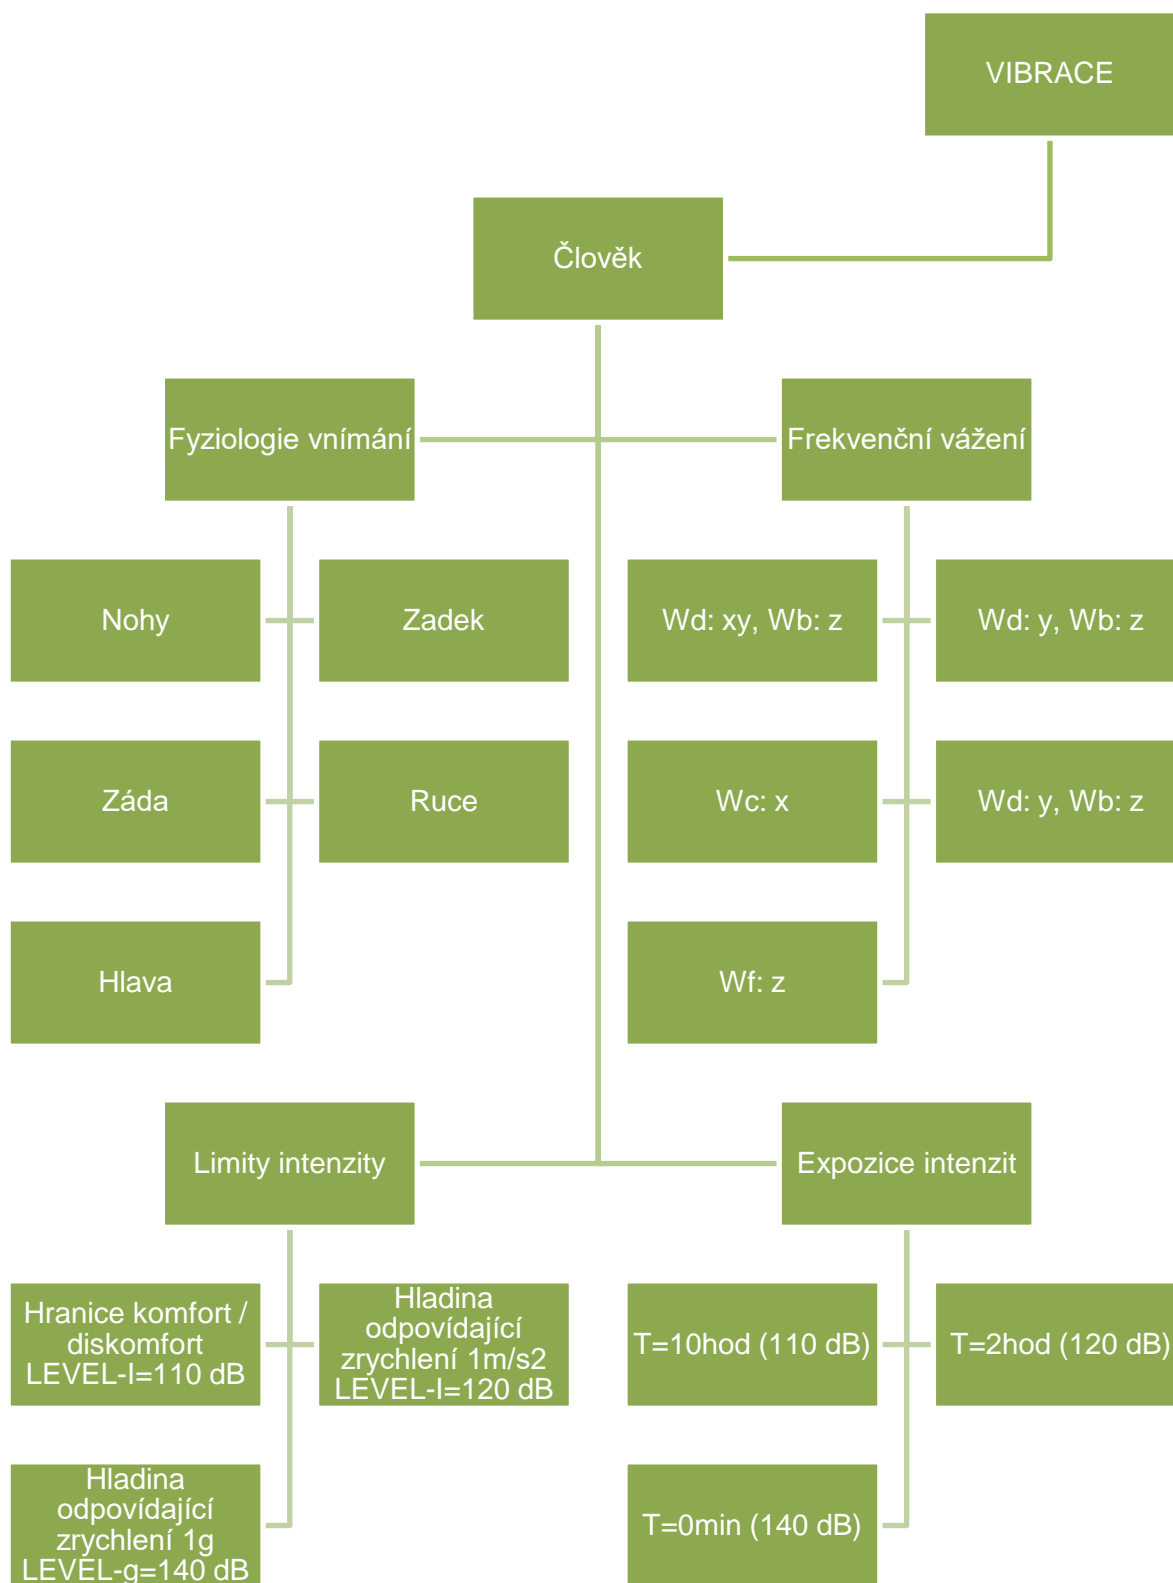 VIBRACE
Člověk
Fyziologie vnímání
Frekvenční vážení
Nohy
Zadek
Wd: xy, Wb: z
Wd: y, Wb: z
Záda
Ruce
Wc: x
Wd: y, Wb: z
Hlava
Wf: z
Limity intenzity
Expozice intenzit
Hranice komfort /
diskomfort
LEVEL-I=110 dB
Hladina
odpovídající
zrychlení 1m/s2
LEVEL-I=120 dB
T=10hod (110 dB)
T=2hod (120 dB)
Hladina
odpovídající
zrychlení 1g
LEVEL-g=140 dB
T=0min (140 dB)